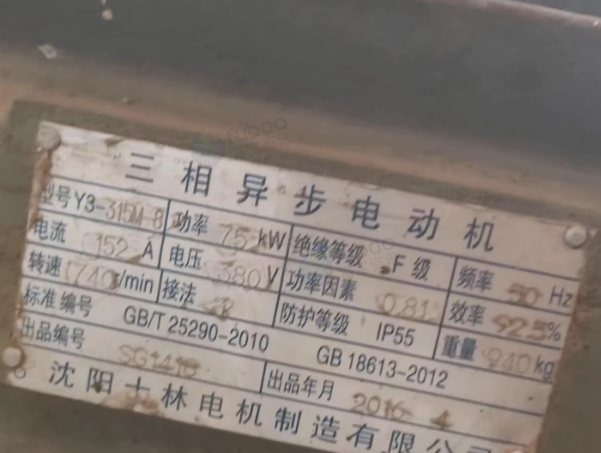 fubao
三相异步电动机
型号 Y3-315M-8 功率 75 kW 绝缘等级 F 级 频率 50 Hz
电流 152 A 电压 380 V 功率因素 0.81 效率 92.5%
转速 740 /min 接法 防护等级 IP55 重量 940 kg
标准编号 GB/T 25290-2010 GB 18613-2012
出品编号 出品年月 2016 4
沈阳士林电机制造有限公